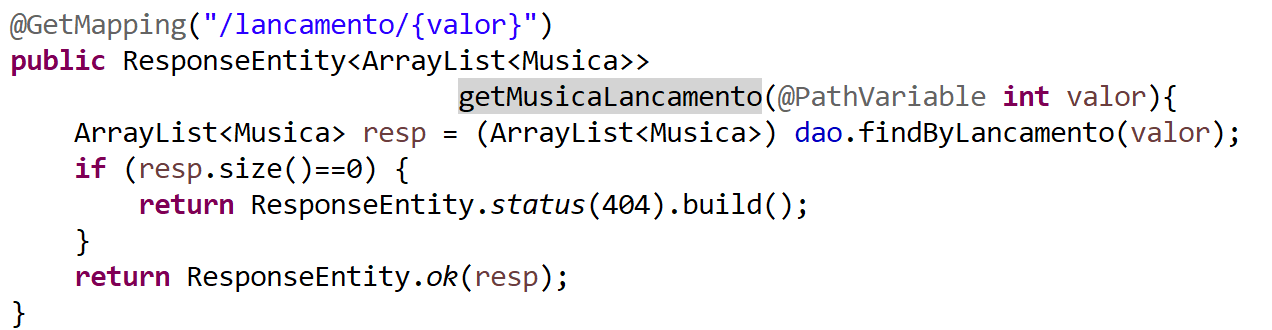 @GetMapping("/lancamento/{valor}")
public ResponseEntity<ArrayList<Musica>>
getMusicaLancamento(@PathVariable int valor){
ArrayList<Musica> resp = (ArrayList<Musica>) dao.findByLancamento(valor);
if (resp.size()==0) {
return ResponseEntity.status(404).build();
}
return ResponseEntity.ok(resp);
}